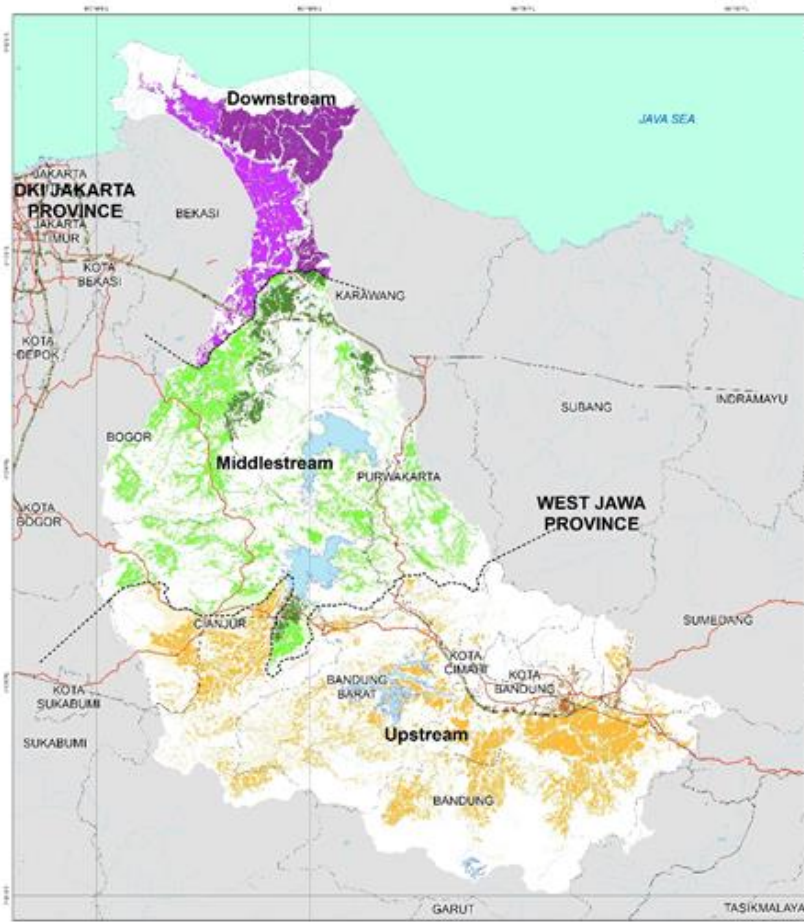 Downstream
JAVA SEA
JAKARTA
DKI JAKARTA
PROVINCE
BEKASI
JAKARTA
TIMUR
KOTA
BEKASI
KARAWANG
KOTA
DEPOK
INDRAMAYU
SUBANG
BOGOR
Middlestream
PURWAKARTA
KOTA
BOGOR
WEST JAWA
PROVINCE
CIANJUR
SUMEDANG
KOTA
CIMAHI
KOTA
BANDUNG
BANDUNG
BARAT
KOTA
SUKABUMI
Upstream
SUKABUMI
BANDUNG
GARUT
TASIKMALAYA